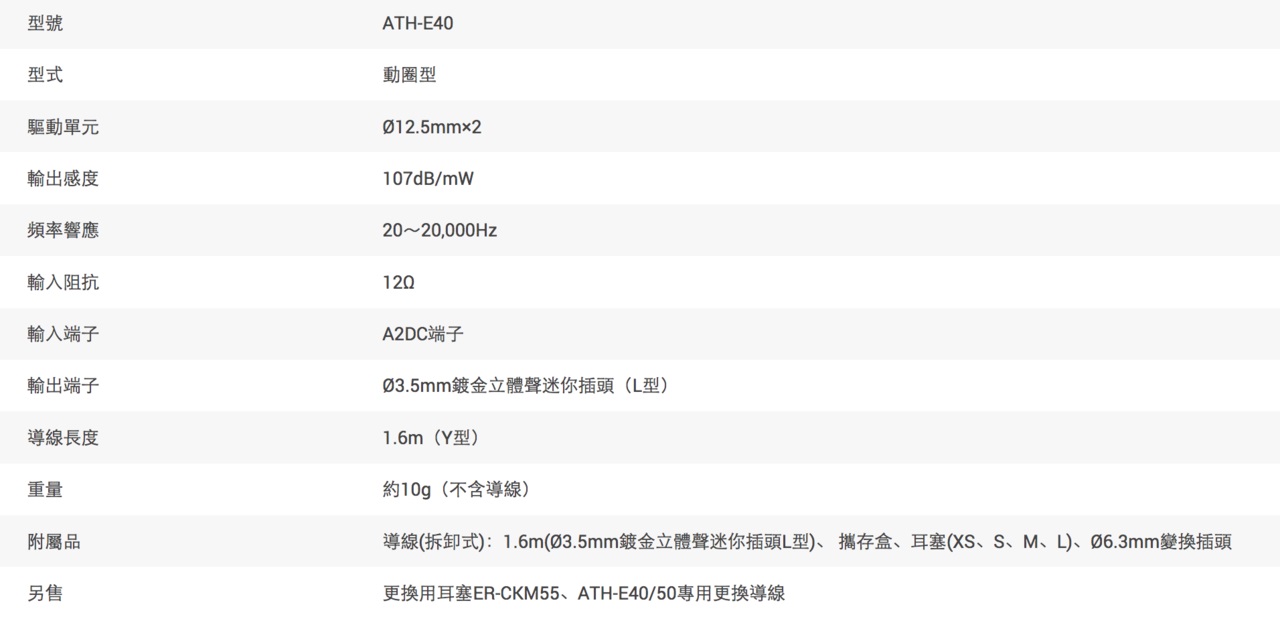 型號 ATH-E40
型式 動圈型
驅動單元 Ø12.5mm×2
輸出感度 107dB/mW
頻率響應 20～20,000Hz
輸入阻抗 12Ω
輸入端子 A2DC端子
輸出端子 Ø3.5mm鍍金立體聲迷你插頭（L型）
導線長度 1.6m（Y型）
重量 約10g（不含導線）
附屬品 導線(拆卸式)：1.6m(Ø3.5mm鍍金立體聲迷你插頭L型)、 攜存盒、耳塞(XS、S、M、L)、Ø6.3mm變換插頭
另售 更換用耳塞ER-CKM55、ATH-E40/50專用更換導線